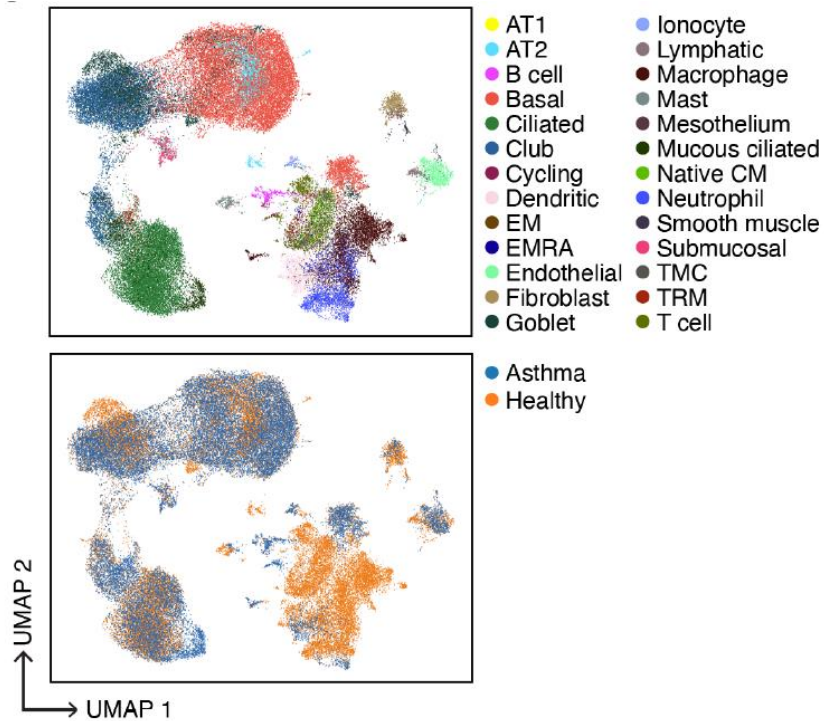 AT1
AT2
B cell
Basal
Ciliated
Club
Cycling
Dendritic
EM
EMRA
Endothelial
Fibroblast
Goblet
Ionocyte
Lymphatic
Macrophage
Mast
Mesothelium
Mucous ciliated
Native CM
Neutrophil
Smooth muscle
Submucosal
TMC
TRM
T cell
Asthma
Healthy
UMAP 2
UMAP 1